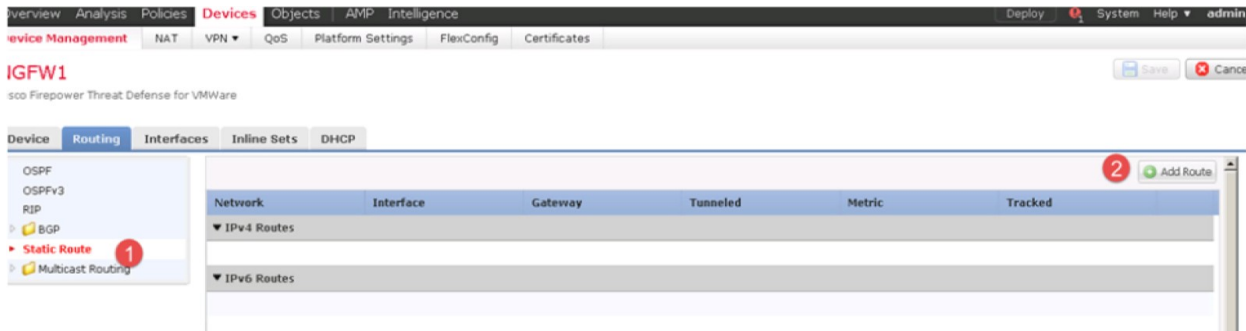 Overview Analysis Policies Devices Objects AMP Intelligence Deploy System Help ▼ admin
Device Management NAT VPN ▼ QoS Platform Settings FlexConfig Certificates
NGFW1
Save Cance
isco Firepower Threat Defense for VMWare
Device Routing Interfaces Inline Sets DHCP
OSPF
2 Add Route
OSPFv3
RIP
Network Interface Gateway Tunneled Metric Tracked
BGP
▼ IPv4 Routes
Static Route 1
Multicast Routing
▼ IPv6 Routes